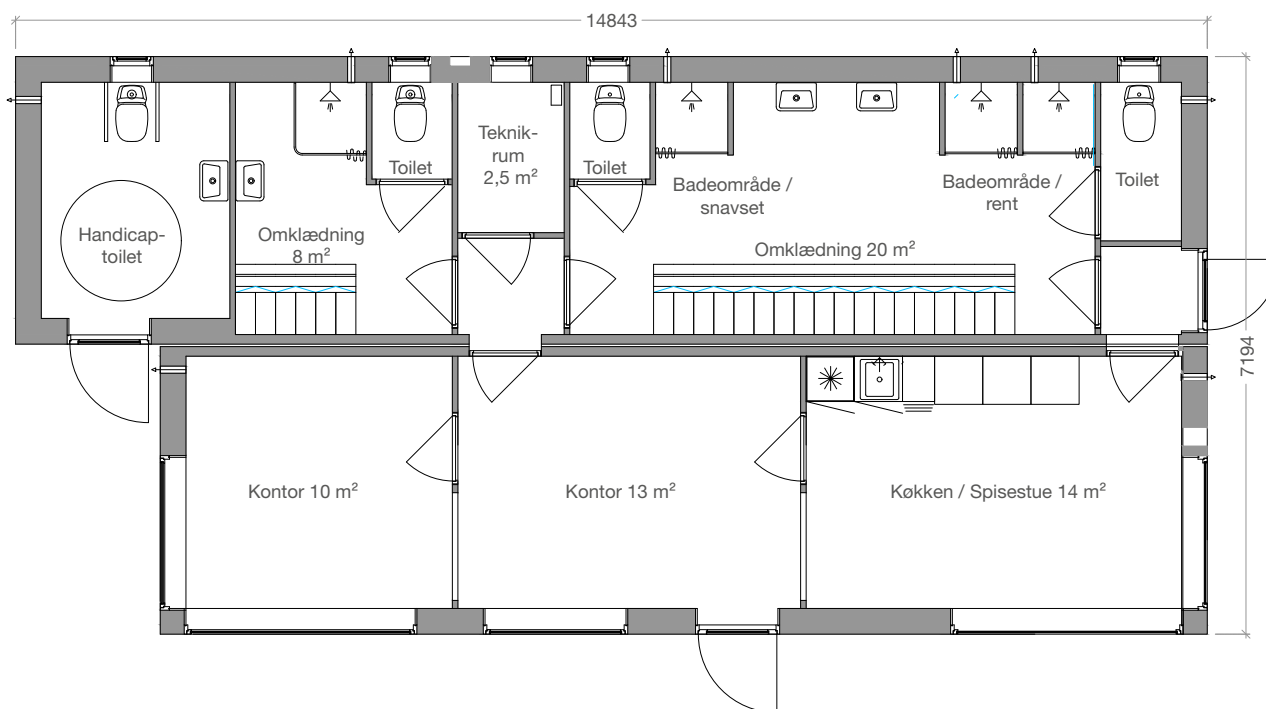 14843
Teknik-
rum
2,5 m²
Toilet
Toilet
Badeområde /
snavset
Badeområde /
rent
Toilet
Handicap-
toilet
Omklædning
8 m²
Omklædning 20 m²
7194
Kontor 10 m²
Kontor 13 m²
Køkken / Spisestue 14 m²